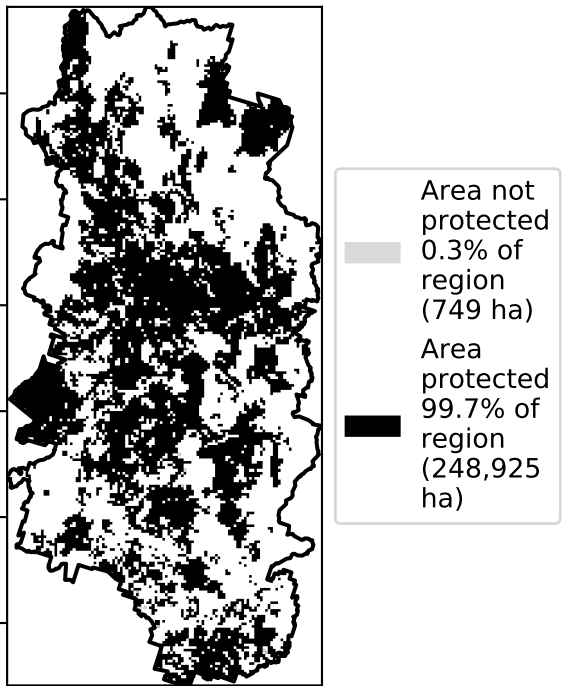 Area not
protected
0.3% of
region
(749 ha)
Area
protected
99.7% of
region
(248,925
ha)